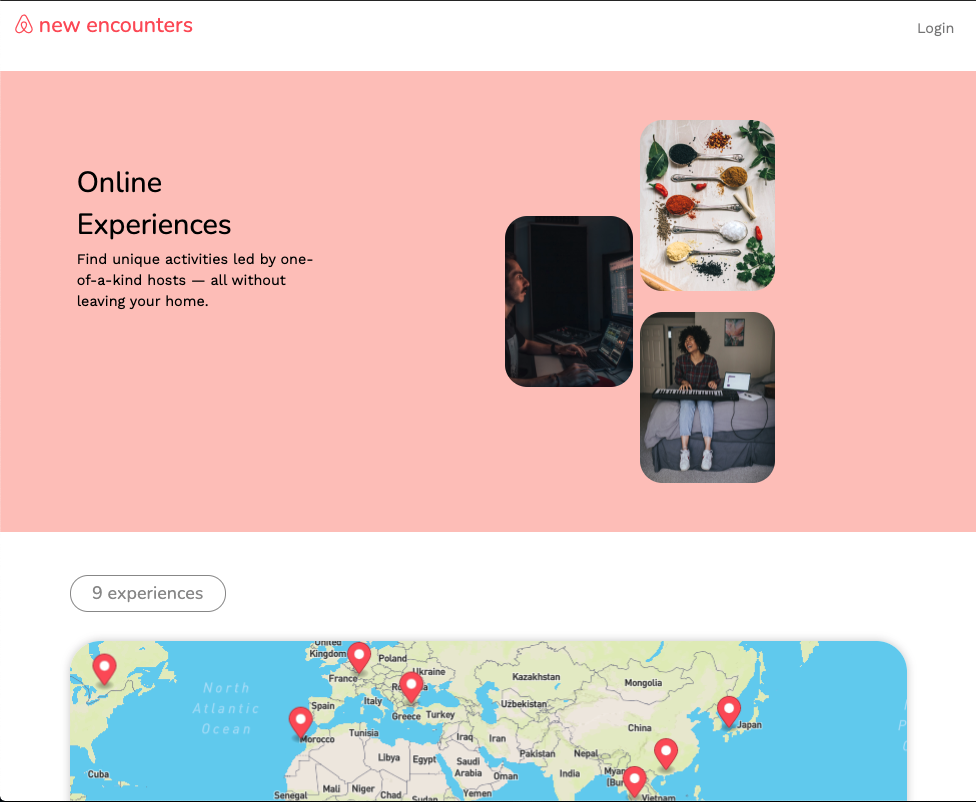 new encounters
Login
Online
Experiences
Find unique activities led by one-
of-a-kind hosts — all without
leaving your home.
9 experiences
United
Kingdom
Poland
France
Ukraine
Kazakhstan
Mongolia
North
Atlantic
Ocean
Spain
Italy
Greece
Turkey
Uzbekistan
China
Japan
Morocco
Tunisia
Iraq
Iran
Pakistan
Nepal
Libya
Egypt
Saudi
Arabia
Oman
India
Cuba
Mali
Niger
Chad
Sudan
Yemen
Senegal
Vietnam